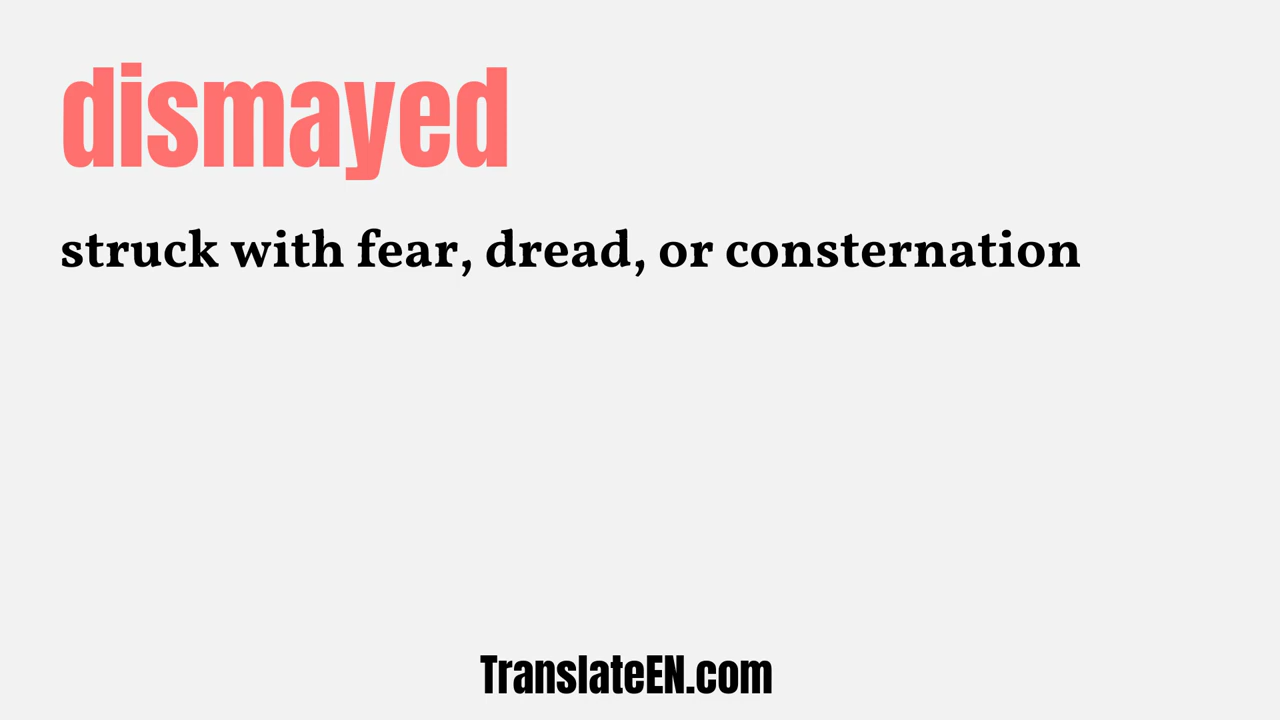 dismayed
struck with fear, dread, or consternation
TranslateEN.com